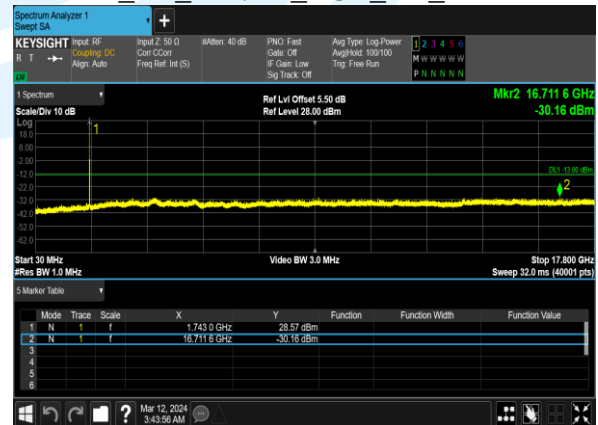 Spectrum Analyzer 1
Swept SA
KEYSIGHT Input: RF Input Z: 50 Ω #Atten: 40 dB PNO: Fast Avg Type: Log-Power 1 2 3 4 5 6
R T Coupling: DC Corr CCorr Gate: Off Avg|Hold: 100/100 M W W W W W
Align: Auto Freq Ref: Int (S) IF Gain: Low Trig: Free Run
Sig Track: Off P N N N N N
1 Spectrum Ref Lvl Offset 5.50 dB Mkr2 16.711 6 GHz
Scale/Div 10 dB Ref Level 28.00 dBm -30.16 dBm
Log
1
18.0
8.00
-2.00
DL1 -13.00 dBm
-12.0
2
-22.0
-32.0
-42.0
-52.0
-62.0
Start 30 MHz Video BW 3.0 MHz Stop 17.800 GHz
#Res BW 1.0 MHz Sweep 32.0 ms (40001 pts)
5 Marker Table
Mode Trace Scale X Y Function Function Width Function Value
1 N 1 f 1.743 0 GHz 28.57 dBm
2 N 1 f 16.711 6 GHz -30.16 dBm
3
4
5
6
? Mar 12, 2024
3:43:56 AM